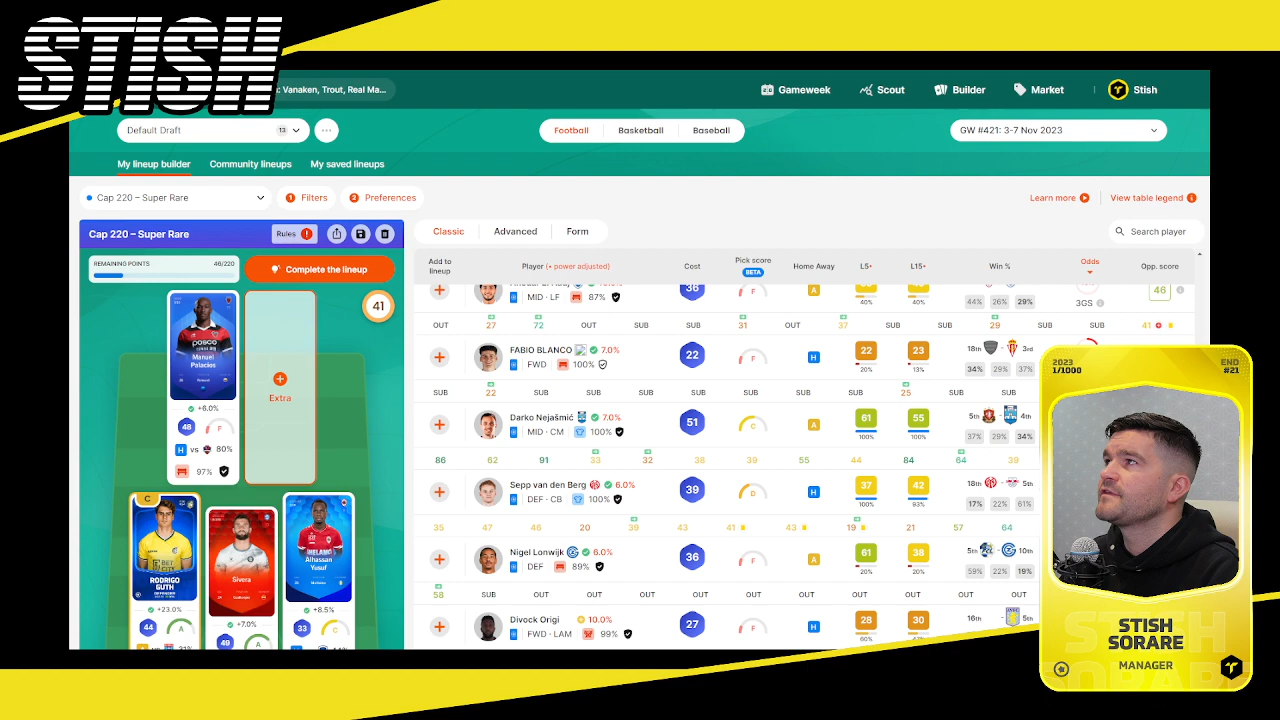 STISH
: Vanaken, Trout, Real Ma...
Gameweek
Scout
Builder
Market
Stish
Default Draft
13
Football
Basketball
Baseball
GW #421: 3-7 Nov 2023
My lineup builder
Community lineups
My saved lineups
Cap 220 – Super Rare
1 Filters
2 Preferences
Learn more
View table legend
Cap 220 – Super Rare
Rules
Classic
Advanced
Form
Search player
REMAINING POINTS
46/220
Complete the lineup
41
Add to lineup
Player (• power adjusted)
Cost
Pick score
BETA
Home Away
L5•
L15•
Win %
Odds
Opp. score
MID · LF
87%
36
F
A
40%
40%
44%
26%
29%
3GS
46
OUT 27 72 OUT SUB SUB 31 OUT 37 SUB SUB 29 SUB SUB 41
FABIO BLANCO 7.0%
FWD 100%
22
F
H
22
20%
23
13%
18th 3rd
34% 29% 37%
SUB 22 SUB SUB SUB SUB SUB SUB SUB 25 SUB SUB SUB
Darko Nejašmić 7.0%
MID · CM 100%
51
C
A
61
100%
55
100%
5th 4th
37% 29% 34%
86 62 91 33 32 38 39 55 44 84 64 39
Sepp van den Berg 6.0%
DEF · CB 100%
39
D
H
37
100%
42
93%
18th 5th
17% 22% 61%
35 47 46 20 39 43 41 43 19 21 57 64
Nigel Lonwijk 6.0%
DEF 89%
36
F
A
61
20%
38
20%
5th 10th
59% 22% 19%
58 SUB OUT OUT OUT OUT OUT OUT OUT OUT OUT OUT
Divock Origi 10.0%
FWD · LAM 99%
27
F
H
28
60%
30
16th 5th
Manuel
Palacios
+6.0%
48
F
H vs 80%
97%
Extra
C
RODRIGO
GUTH
+23.0%
44
A
Sivera
+7.0%
49
A
Alhassan
Yusuf
+8.5%
33
C
2023
1/1000
END
#21
STISH
SORARE
MANAGER